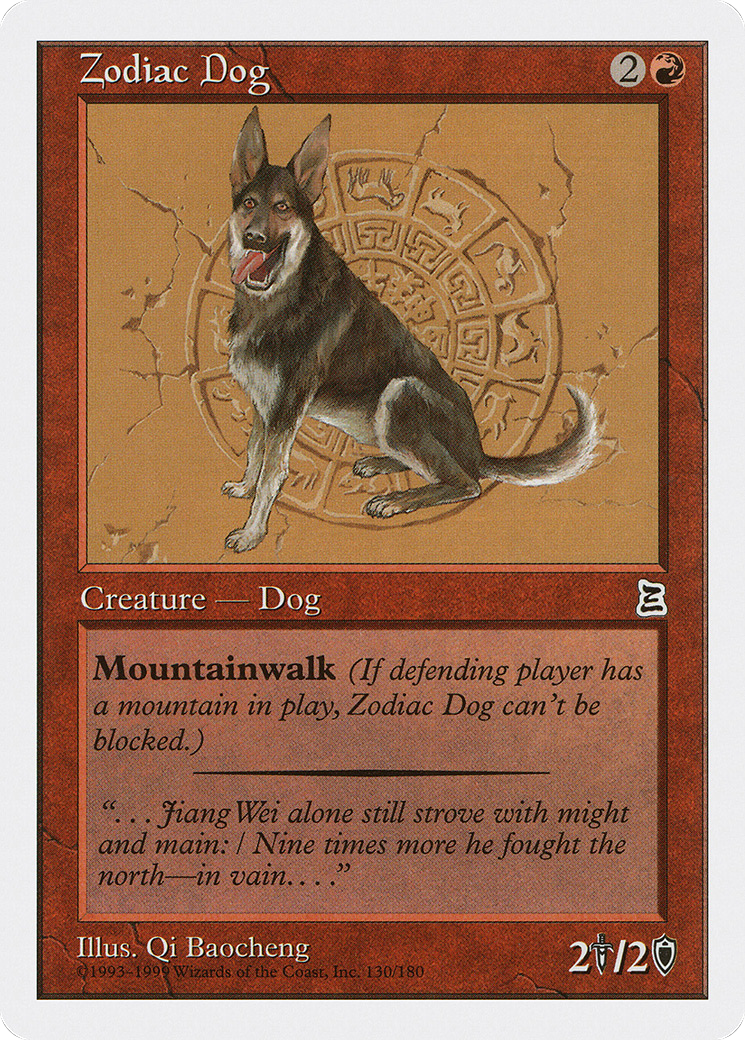 Zodiac Dog 2
Creature — Dog
Mountainwalk (If defending player has
a mountain in play, Zodiac Dog can't be
blocked.)
". . . Jiang Wei alone still strove with might
and main: / Nine times more he fought the
north—in vain. . . ."
Illus. Qi Baocheng
©1993–1999 Wizards of the Coast, Inc. 130/180
2/2